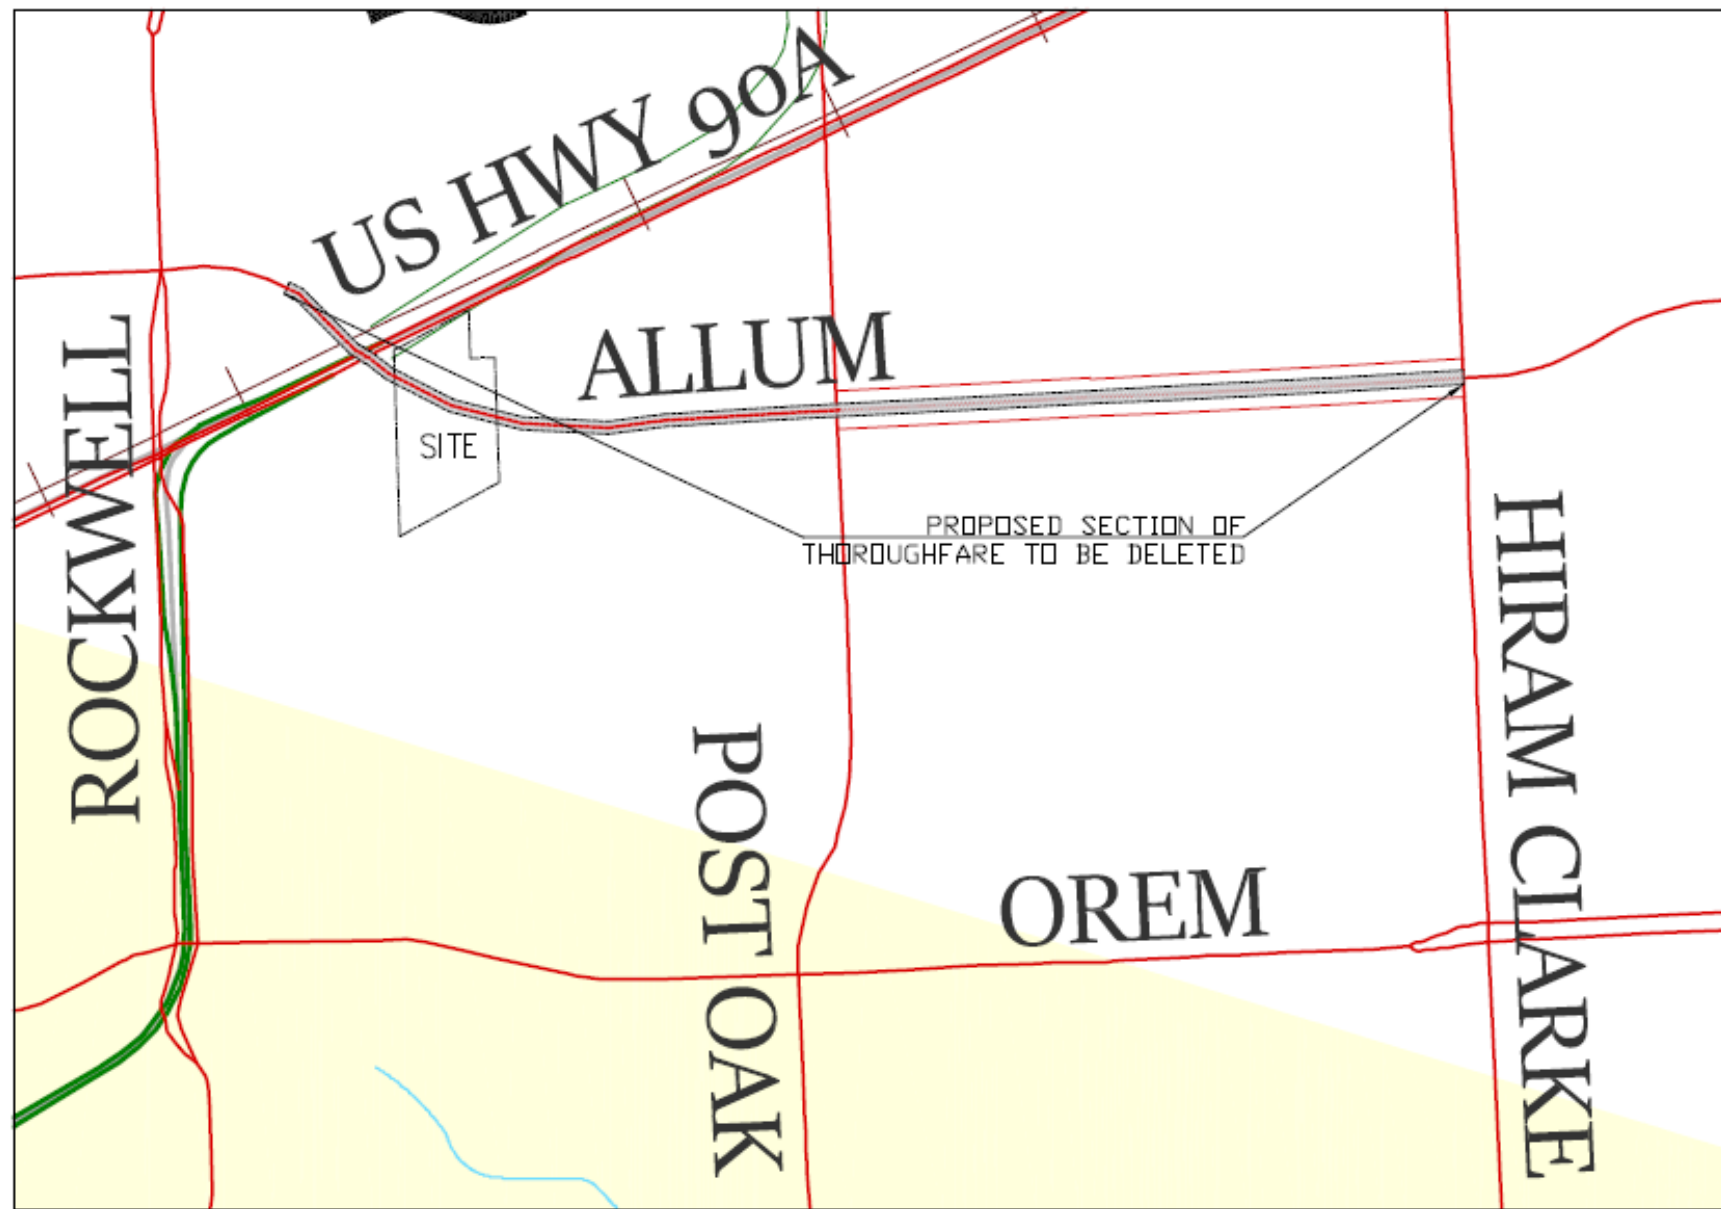 US HWY 90A
ALLUM
ROCKWELL
SITE
PROPOSED SECTION OF
THOROUGHFARE TO BE DELETED
HIRAM CLARKE
POST OAK
OREM